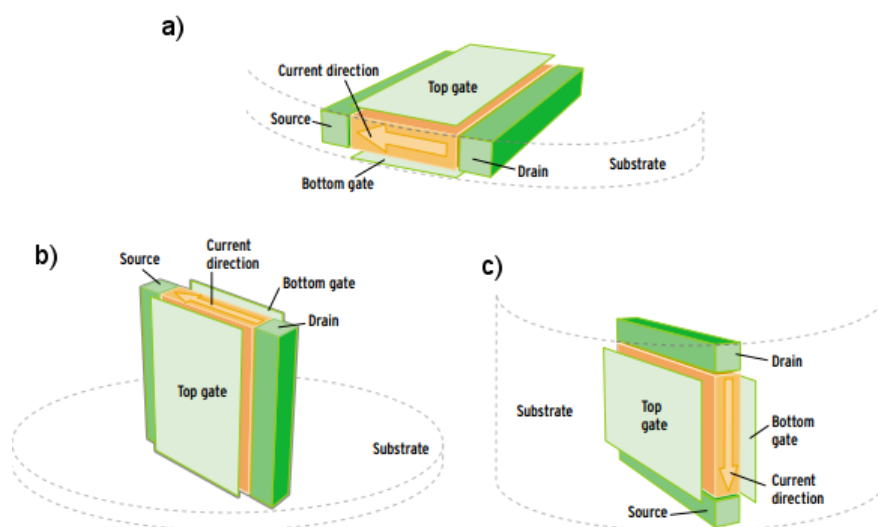 a)
Current direction
Top gate
Source
Substrate
Drain
Bottom gate
b)
Source
Current
direction
Bottom gate
Drain
Top gate
Substrate
c)
Drain
Substrate
Top
gate
Bottom
gate
Current
direction
Source